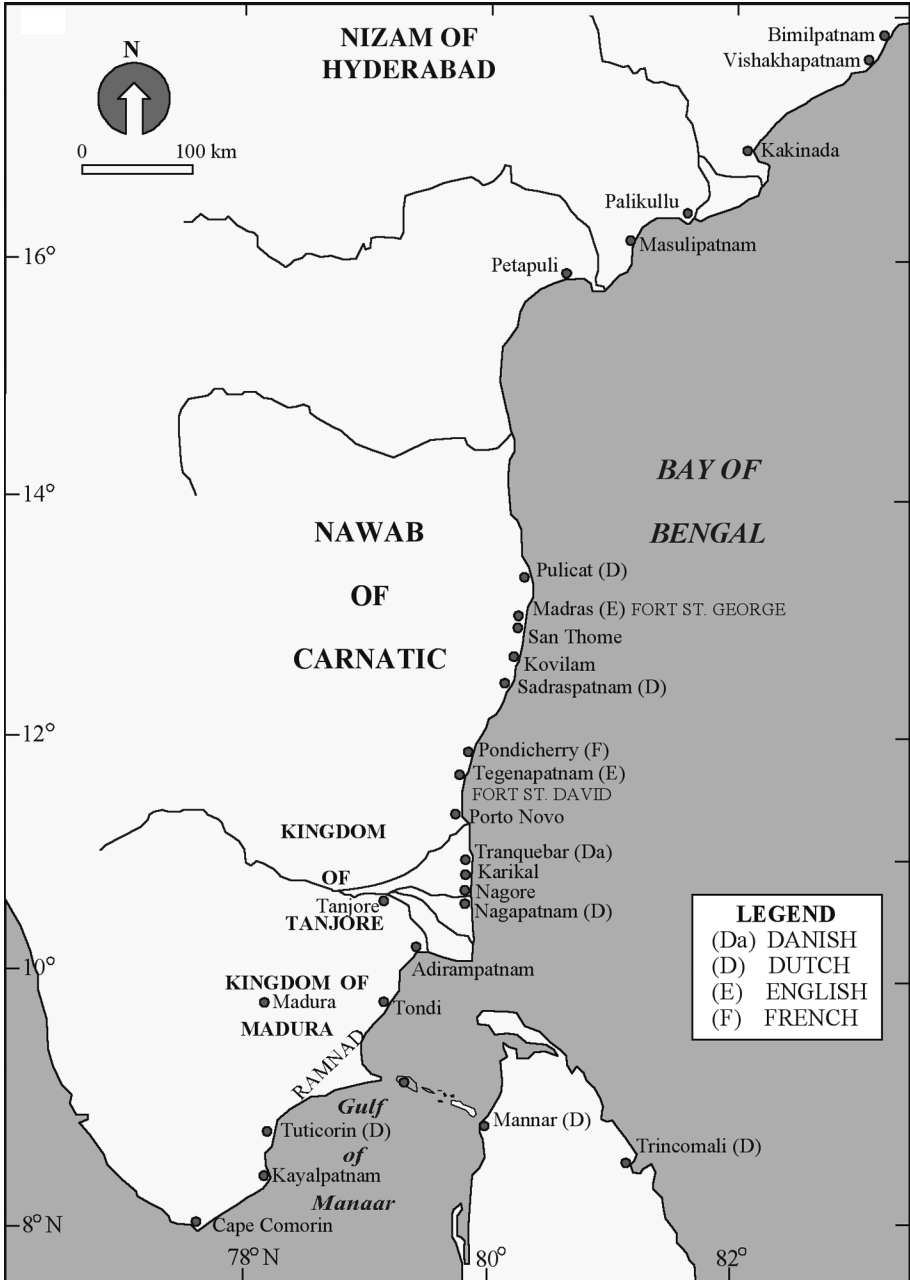 NIZAM OF
HYDERABAD
N
0 100 km
Bimilpatnam
Vishakhapatnam
Kakinada
Palikullu
Masulipatnam
16°
Petapuli
BAY OF
BENGAL
14°
NAWAB
OF
CARNATIC
Pulicat (D)
Madras (E) FORT ST. GEORGE
San Thome
Kovilam
Sadraspatnam (D)
12°
Pondicherry (F)
Tegenapatnam (E)
FORT ST. DAVID
Porto Novo
KINGDOM
OF
TANJORE
Tranquebar (Da)
Karikal
Nagore
Nagapatnam (D)
Tanjore
10°
Adirampatnam
KINGDOM OF
MADURA
Madura
Tondi
RAMNAD
LEGEND
(Da) DANISH
(D) DUTCH
(E) ENGLISH
(F) FRENCH
Gulf
of
Manaar
Tuticorin (D)
Kayalpatnam
Mannar (D)
Trincomali (D)
8° N
Cape Comorin
78° N
80°
82°